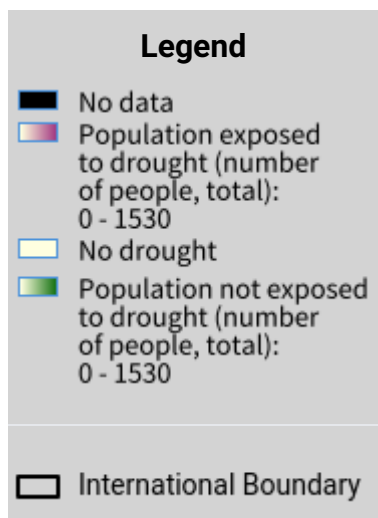 Legend
No data
Population exposed
to drought (number
of people, total):
0 - 1530
No drought
Population not exposed
to drought (number
of people, total):
0 - 1530
International Boundary